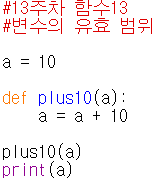 #13주차 함수13
#변수의 유효 범위
a = 10
def plus10(a):
    a = a + 10
plus10(a)
print(a)